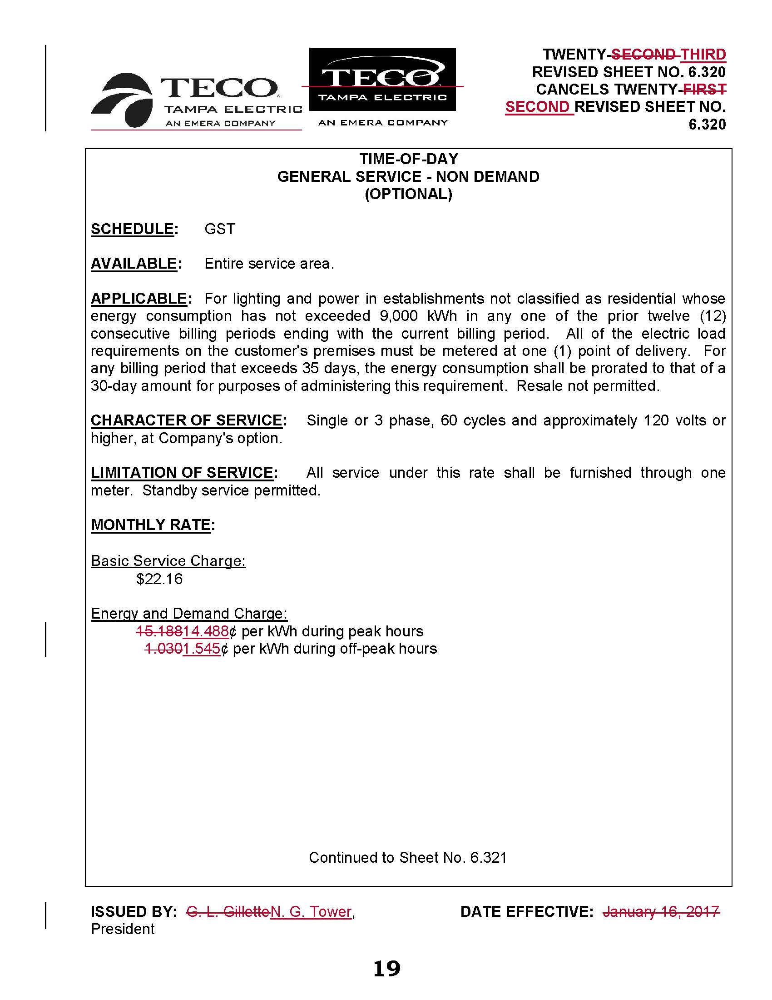 TECO
TAMPA ELECTRIC
AN EMERA COMPANY
TECO
TAMPA ELECTRIC
AN EMERA COMPANY
TWENTY-SECOND THIRD
REVISED SHEET NO. 6.320
CANCELS TWENTY-FIRST
SECOND REVISED SHEET NO.
6.320
TIME-OF-DAY
GENERAL SERVICE - NON DEMAND
(OPTIONAL)
SCHEDULE: GST
AVAILABLE: Entire service area.
APPLICABLE: For lighting and power in establishments not classified as residential whose
energy consumption has not exceeded 9,000 kWh in any one of the prior twelve (12)
consecutive billing periods ending with the current billing period. All of the electric load
requirements on the customer's premises must be metered at one (1) point of delivery. For
any billing period that exceeds 35 days, the energy consumption shall be prorated to that of a
30-day amount for purposes of administering this requirement. Resale not permitted.
CHARACTER OF SERVICE: Single or 3 phase, 60 cycles and approximately 120 volts or
higher, at Company's option.
LIMITATION OF SERVICE: All service under this rate shall be furnished through one
meter. Standby service permitted.
MONTHLY RATE:
Basic Service Charge:
$22.16
Energy and Demand Charge:
15.18814.488¢ per kWh during peak hours
1.0301.545¢ per kWh during off-peak hours
Continued to Sheet No. 6.321
ISSUED BY: G. L. GilletteN. G. Tower,
President
DATE EFFECTIVE: January 16, 2017
19